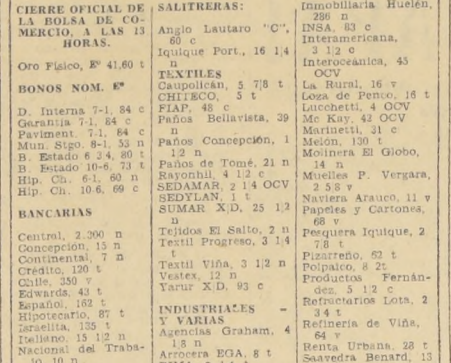 CIERRE OFICIAL DE
LA BOLSA DE CO-
MERCIO, A LAS 13
HORAS.
Oro Físico, Eº 41,60 t
BONOS NOM. Eº
D. Interna 7-1, 84 c
Garantía 7-1, 84 c
Paviment. 7-1, 64 c
Mun. Stgo. 8-1, 53 n
B. Estado 6 3|4, 80 t
B. Estado 10-6, 73 t
Hip. Ch. 6-1, 60 n
Hip. Ch. 10-6, 69 c
BANCARIAS
Central, 2.300 n
Concepción, 15 n
Continental, 7 n
Crédito, 120 t
Chile, 350 v
Edwards, 43 t
Español, 162 t
Hipotecario, 87 t
Israelita, 135 t
Italiano, 15 1|2 n
Nacional del Traba-
SALITRERAS:
Anglo Lautaro "C",
60 c
Iquique Port., 16 1|4
n
TEXTILES
Caupolicán, 5 7|8 t
CHITECO, 5 t
FIAP, 48 c
Paños Bellavista, 39
n
Paños Concepción, 1
1|2 n
Paños de Tomé, 21 n
Rayonhil, 4 1|2 c
SEDAMAR, 2 1|4 OCV
SEDYLAN, 1 t
SUMAR X|D, 25 1|2
n
Tejidos El Salto, 2 n
Textil Progreso, 3 1|4
t
Textil Viña, 3 1|2 n
Vestex, 12 n
Yarur X|D, 93 c
INDUSTRIALES —
Y VARIAS
Agencias Graham, 4
1|8 n
Arrocera EGA, 8 t
Inmobiliaria Huelén,
286 n
INSA, 83 c
Interamericana,
3 1|2 c
Interoceánica, 45
OCV
La Rural, 16 v
Loza de Penco, 16 t
Lucchetti, 4 OCV
Mc Kay, 42 OCV
Marinetti, 31 c
Melón, 130 t
Molinera El Globo,
14 n
Muelles P. Vergara,
2 5|8 v
Naviera Arauco, 11 v
Papeles y Cartones,
68 v
Pesquera Iquique, 2
7|8 t
Pizarreño, 62 t
Polpaico, 8 2t
Productos Fernán-
dez, 5 1|2 c
Refractarios Lota, 2
3|4 t
Refinería de Viña,
64 v
Renta Urbana, 28 t
Saavedra Benard, 13